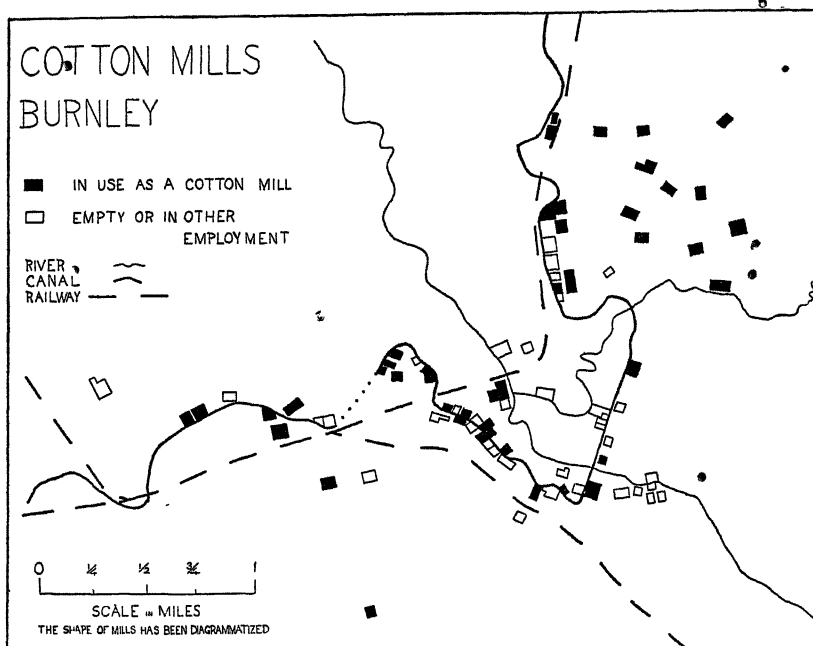 COTTON MILLS
BURNLEY
IN USE AS A COTTON MILL
EMPTY OR IN OTHER
EMPLOYMENT
RIVER
CANAL
RAILWAY
0 ¼ ½ ¾ 1
SCALE IN MILES
THE SHAPE OF MILLS HAS BEEN DIAGRAMMATIZED